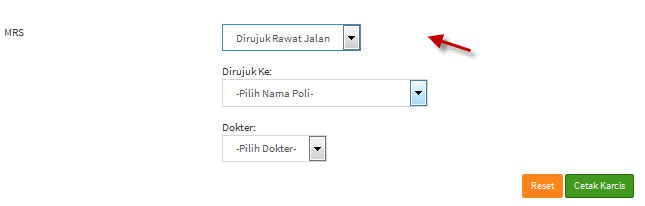 MRS
Dirujuk Rawat Jalan
Dirujuk Ke:
-Pilih Nama Poli-
Dokter:
-Pilih Dokter-
Reset Cetak Karcis